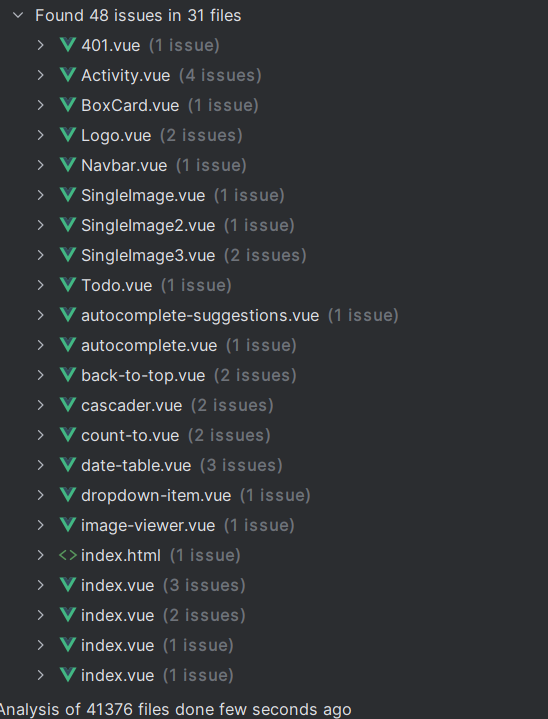 Found 48 issues in 31 files
401.vue (1 issue)
Activity.vue (4 issues)
BoxCard.vue (1 issue)
Logo.vue (2 issues)
Navbar.vue (1 issue)
SingleImage.vue (1 issue)
SingleImage2.vue (1 issue)
SingleImage3.vue (2 issues)
Todo.vue (1 issue)
autocomplete-suggestions.vue (1 issue)
autocomplete.vue (1 issue)
back-to-top.vue (2 issues)
cascader.vue (2 issues)
count-to.vue (2 issues)
date-table.vue (3 issues)
dropdown-item.vue (1 issue)
image-viewer.vue (1 issue)
index.html (1 issue)
index.vue (3 issues)
index.vue (2 issues)
index.vue (1 issue)
index.vue (1 issue)
Analysis of 41376 files done few seconds ago